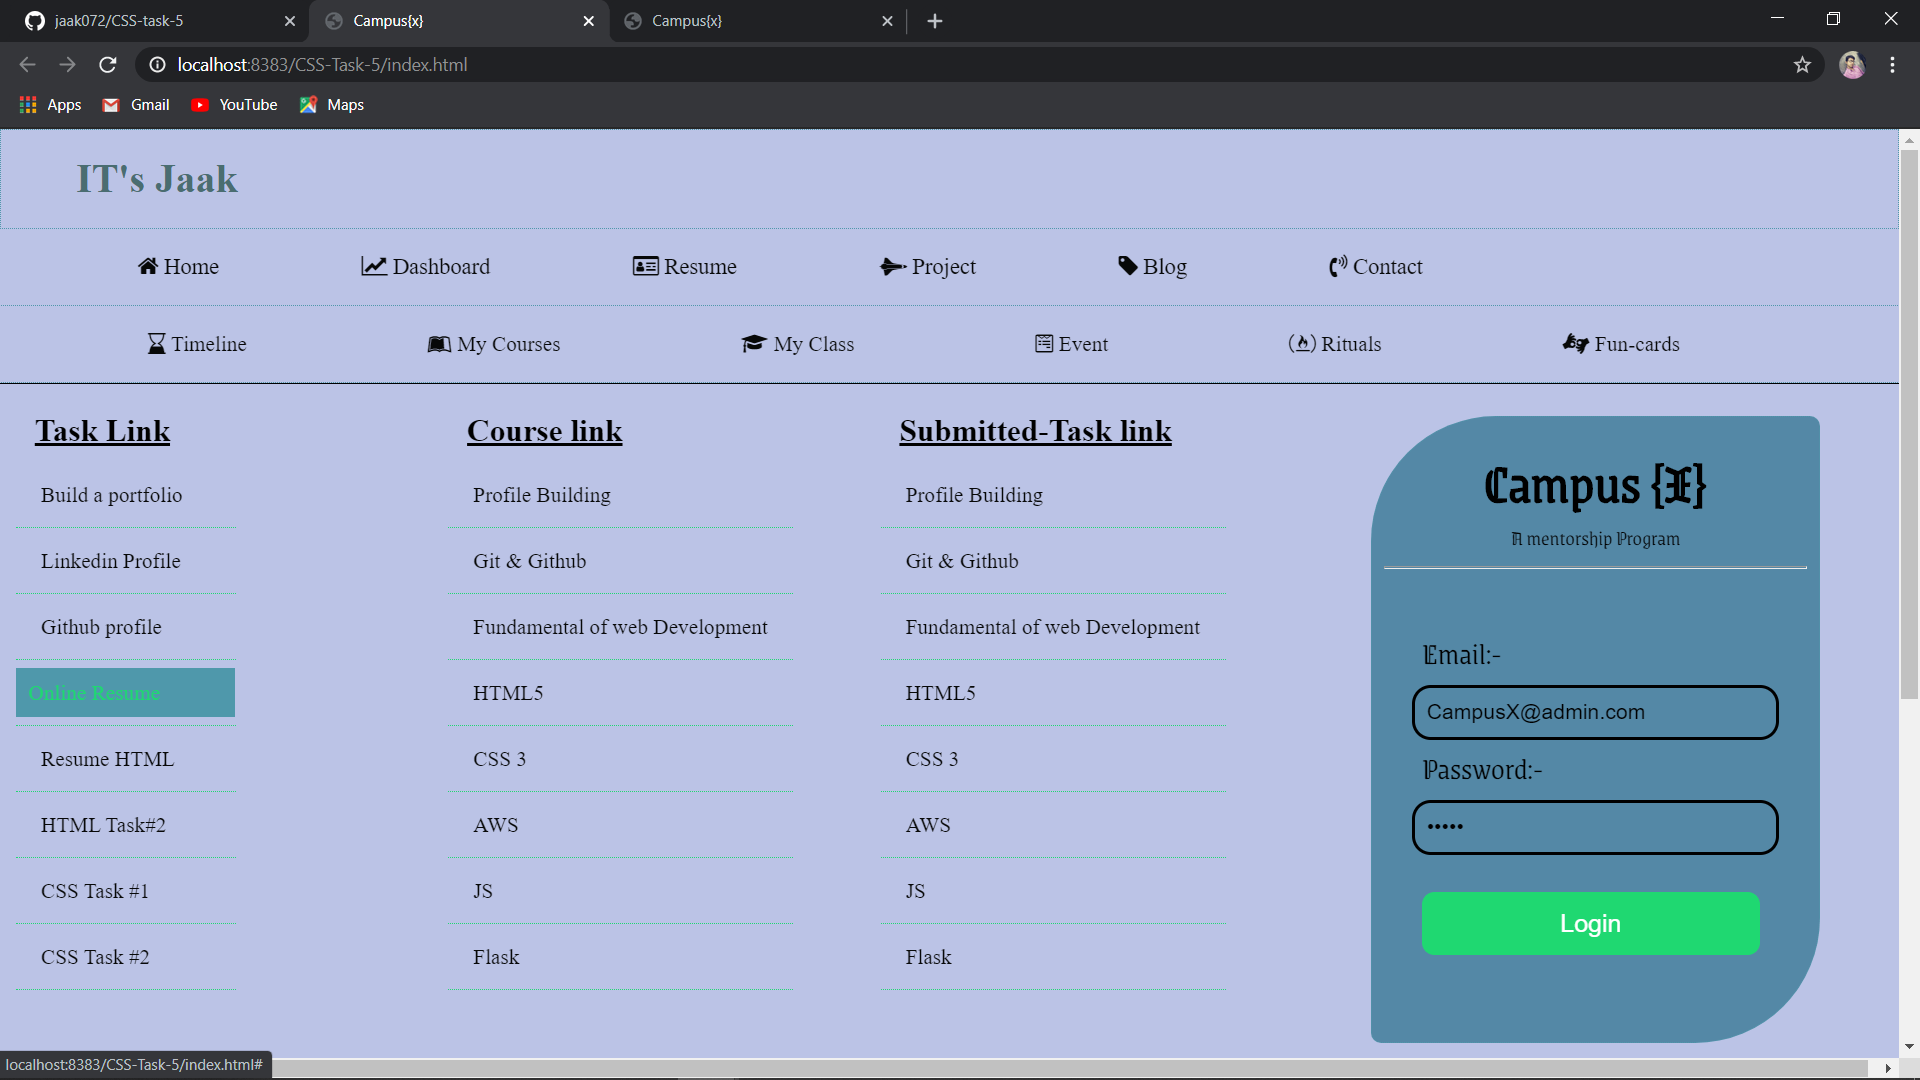 jaak072/CSS-task-5
Campus{x}
Campus{x}
localhost:8383/CSS-Task-5/index.html
Apps Gmail YouTube Maps
IT's Jaak
Home Dashboard Resume Project Blog Contact
Timeline My Courses My Class Event Rituals Fun-cards
Task Link
Build a portfolio
Linkedin Profile
Github profile
Online Resume
Resume HTML
HTML Task#2
CSS Task #1
CSS Task #2
Course link
Profile Building
Git & Github
Fundamental of web Development
HTML5
CSS 3
AWS
JS
Flask
Submitted-Task link
Profile Building
Git & Github
Fundamental of web Development
HTML5
CSS 3
AWS
JS
Flask
Campus {X}
A mentorship Program
Email:-
CampusX@admin.com
Password:-
•••••
Login
localhost:8383/CSS-Task-5/index.html#